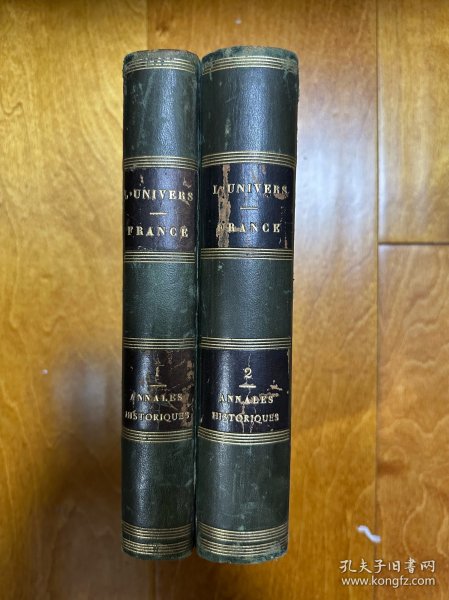 L'UNIVERS
FRANCE
1
ANNALES
HISTORIQUES
L'UNIVERS
FRANCE
2
ANNALES
HISTORIQUES
孔夫子旧书网
www.kongfz.com